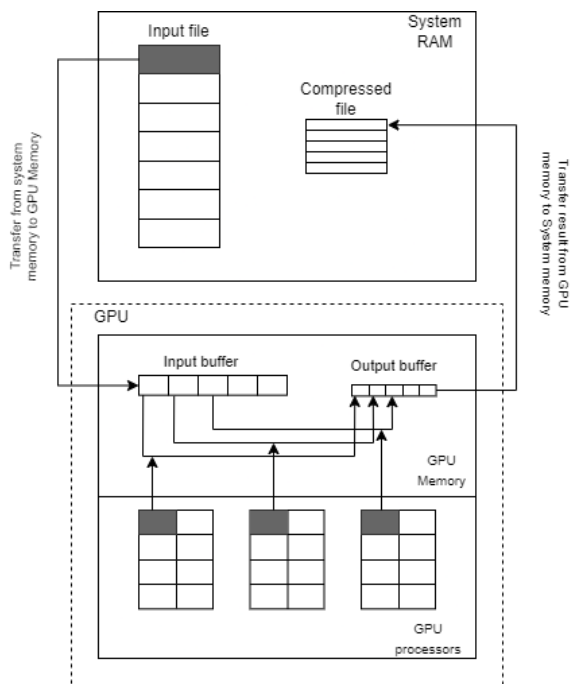 System
RAM
Input file
Compressed
file
Transfer from system
memory to GPU Memory
Transfer result from GPU
memory to System memory
GPU
Input buffer
Output buffer
GPU
Memory
GPU
processors